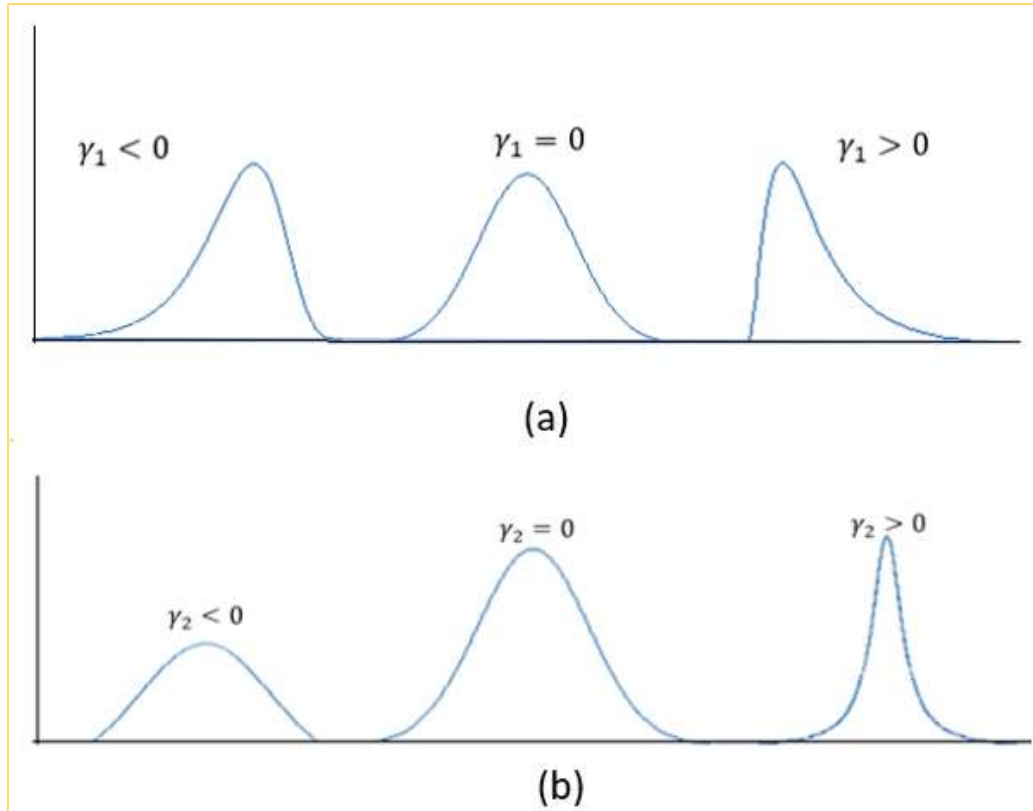 γ₁ < 0
γ₁ = 0
γ₁ > 0
(a)
γ₂ < 0
γ₂ = 0
γ₂ > 0
(b)